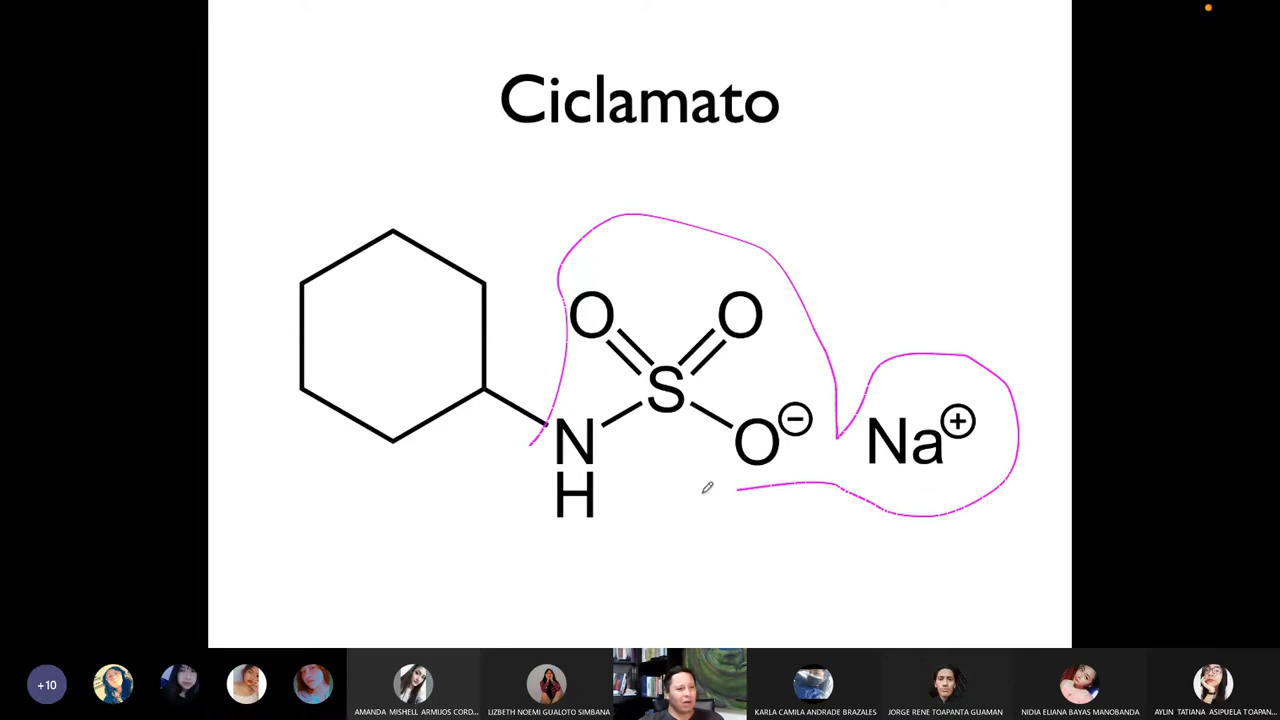 Ciclamato
O O
S
N O − Na +
H
+10
AMANDA MISHELL ARMIJOS CORD...
LIZBETH NOEMI GUALOTO SIMBANA
KARLA CAMILA ANDRADE BRAZALES
JORGE RENE TOAPANTA GUAMAN
NIDIA ELIANA BAYAS MANOBANDA
AYLIN TATIANA ASIPUELA TOAPAN...